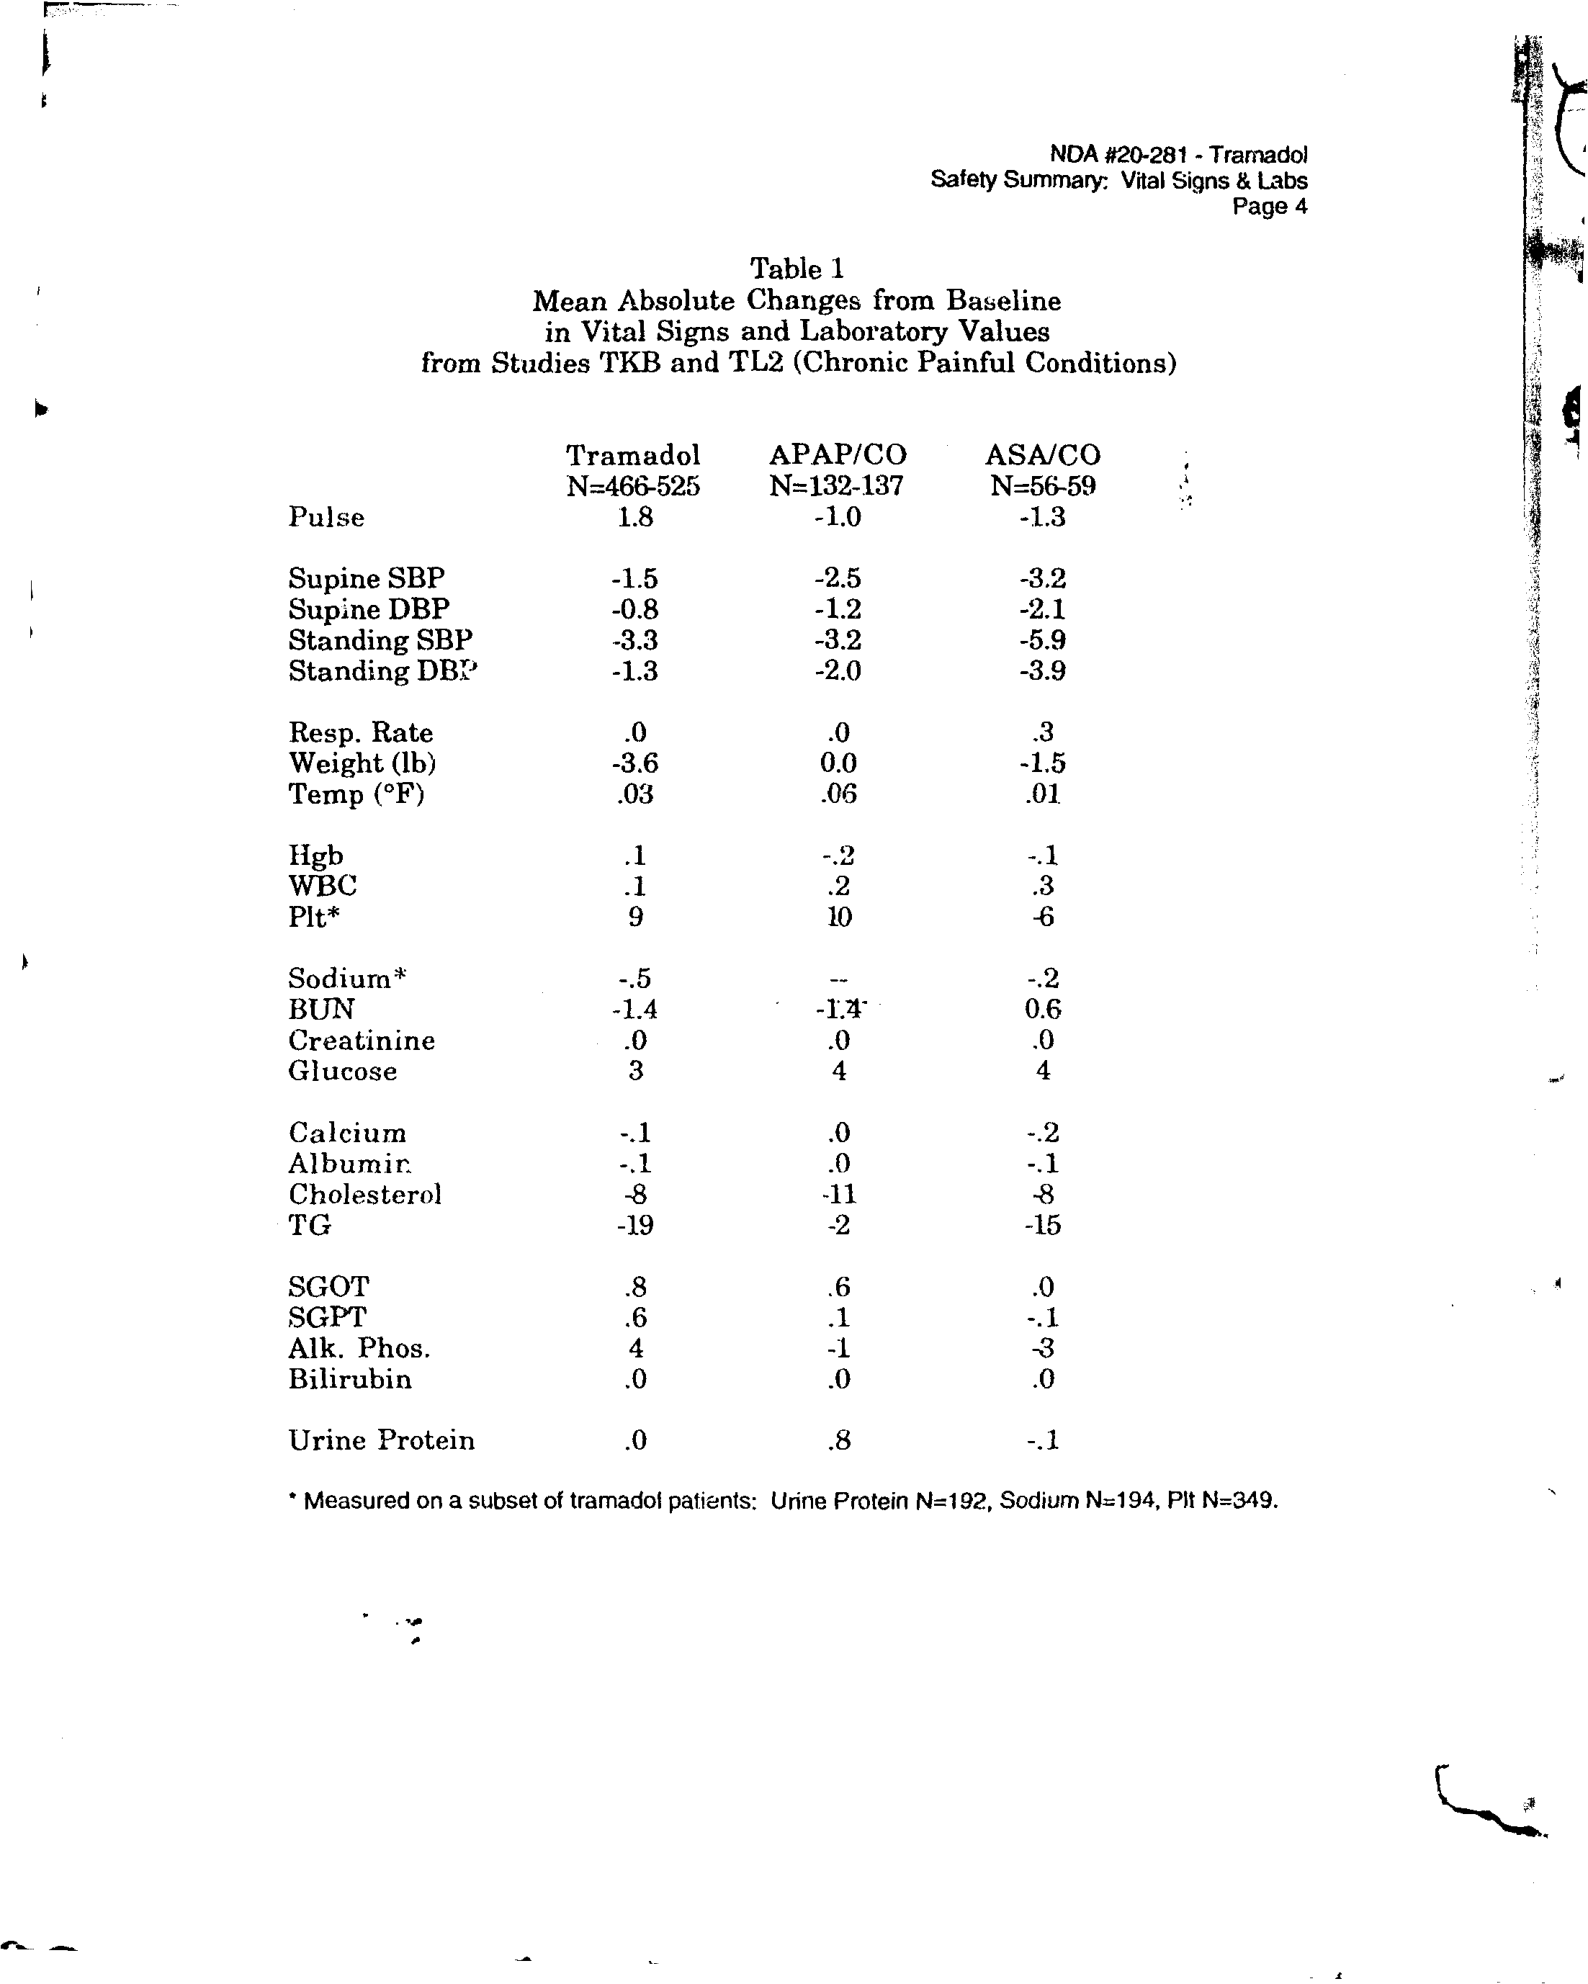 NDA #20-281 - Tramadol
Safety Summary: Vital Signs & Labs
Page 4
Table 1
Mean Absolute Changes from Baseline
in Vital Signs and Laboratory Values
from Studies TKB and TL2 (Chronic Painful Conditions)
Tramadol APAP/CO ASA/CO
N=466-525 N=132-137 N=56-59
Pulse 1.8 -1.0 -1.3
Supine SBP -1.5 -2.5 -3.2
Supine DBP -0.8 -1.2 -2.1
Standing SBP -3.3 -3.2 -5.9
Standing DBP -1.3 -2.0 -3.9
Resp. Rate .0 .0 .3
Weight (lb) -3.6 0.0 -1.5
Temp (°F) .03 .06 .01
Hgb .1 -.2 -.1
WBC .1 .2 .3
Plt* 9 10 -6
Sodium* -.5 -- -.2
BUN -1.4 0.6
Creatinine .0 .0 .0
Glucose 3 4 4
Calcium -.1 .0 -.2
Albumin -.1 .0 -.1
Cholesterol -8 -11 -8
TG -19 -2 -15
SGOT .8 .6 .0
SGPT .6 .1 -.1
Alk. Phos. 4 -1 -3
Bilirubin .0 .0 .0
Urine Protein .0 .8 -.1
* Measured on a subset of tramadol patients: Urine Protein N=192, Sodium N=194, Plt N=349.